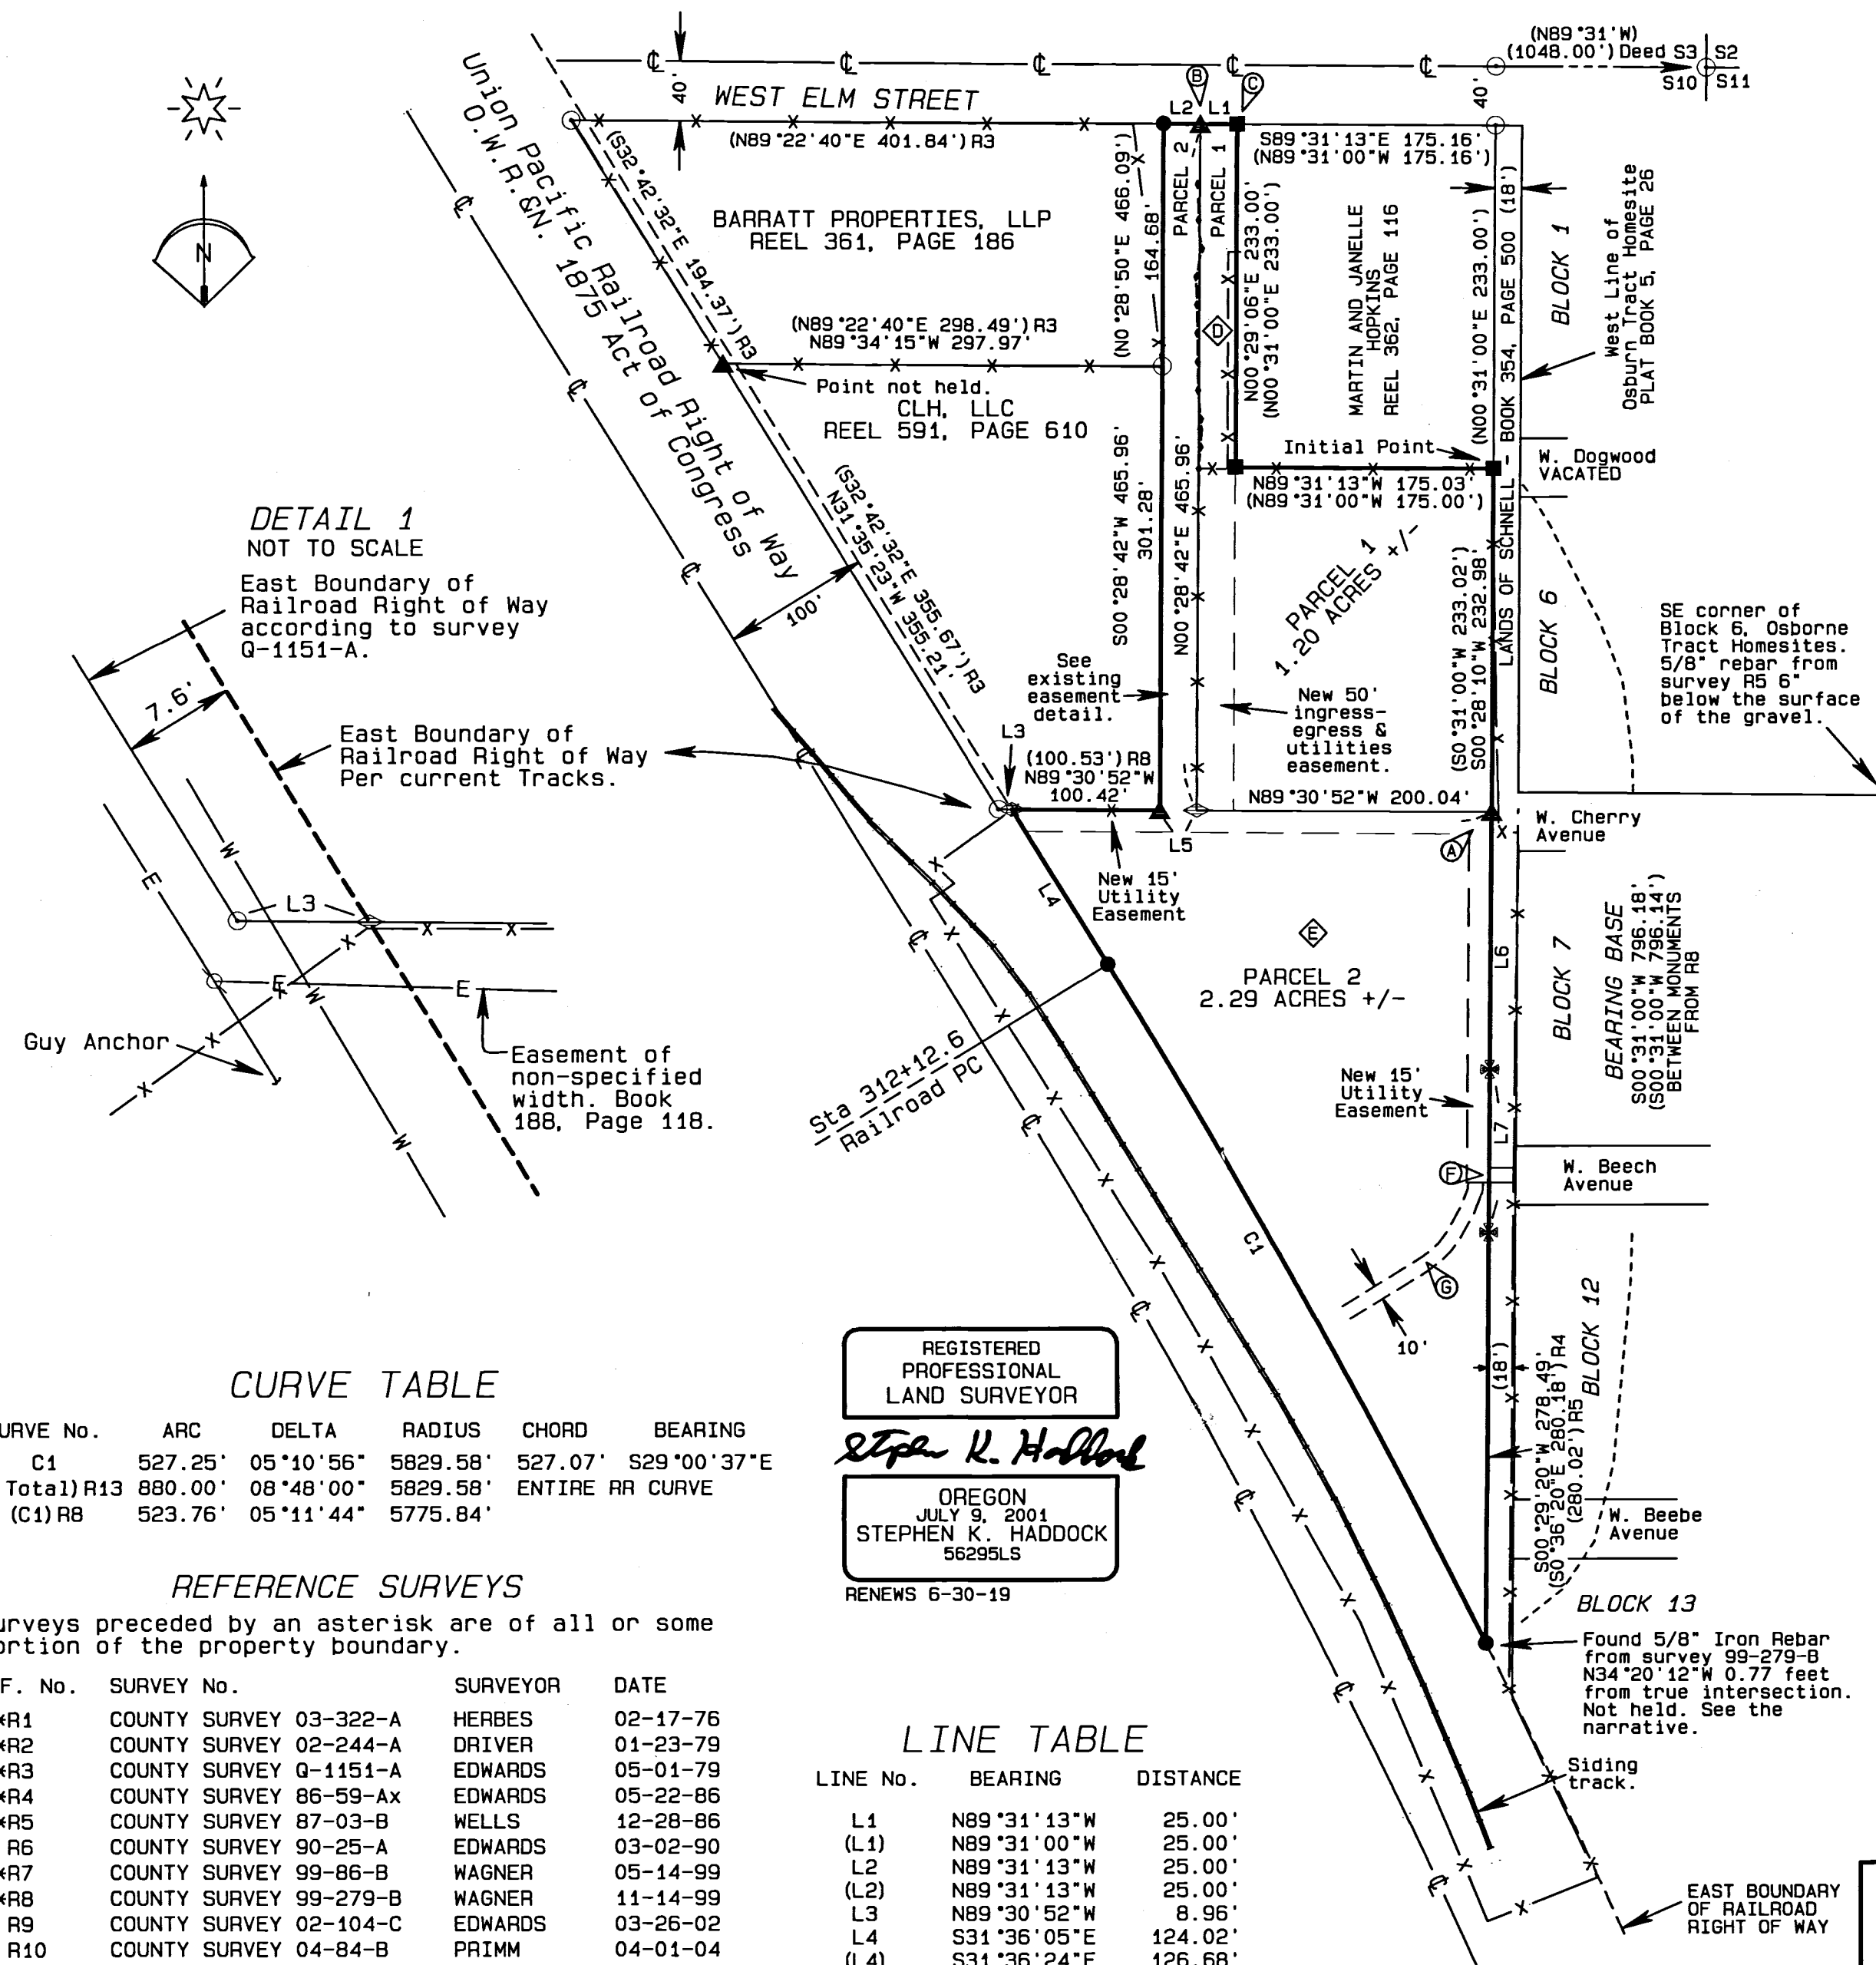 (N89°31'W)
(1048.00') Deed
S3 S2
S10 S11
40'
WEST ELM STREET
40'
B
C
L2 L1
(N89°22'40"E 401.84')R3
S89°31'13"E 175.16'
(N89°31'00"W 175.16')
Union Pacific Railroad Right of Way
O.W.R.&N. 1875 Act of Congress
(S32°42'32"E 194.37')R3
BARRATT PROPERTIES, LLP
REEL 361, PAGE 186
(N0°28'50"E 466.09')
164.68'
PARCEL 2
PARCEL 1
D
N00°29'06"E 233.00'
(N00°31'00"E 233.00')
MARTIN AND JANELLE
HOPKINS
REEL 362, PAGE 116
(N00°31'00"E 233.00')
LANDS OF SCHNELL - BOOK 354, PAGE 500 (18')
BLOCK 1
West Line of
Osburn Tract Homesite
PLAT BOOK 5, PAGE 26
N
(N89°22'40"E 298.49')R3
N89°34'15"W 297.97'
Point not held.
CLH, LLC
REEL 591, PAGE 610
Initial Point
W. Dogwood
VACATED
N89°31'13"W 175.03'
(N89°31'00"W 175.00')
(S32°42'32"E 355.67')R3
N31°35'23"W 355.21'
S00°28'42"W 465.96'
301.28'
N00°28'42"E 465.96'
PARCEL 1
1.20 ACRES +/-
(S0°31'00"W 233.02')
S00°28'10"W 232.98'
BLOCK 6
SE corner of
Block 6, Osborne
Tract Homesites.
5/8" rebar from
survey R5 6"
below the surface
of the gravel.
100'
DETAIL 1
NOT TO SCALE
East Boundary of
Railroad Right of Way
according to survey
Q-1151-A.
7.6'
East Boundary of
Railroad Right of Way
Per current Tracks.
L3
Guy Anchor
Easement of
non-specified
width. Book
188, Page 118.
See
existing
easement
detail.
New 50'
ingress-
egress &
utilities
easement.
L3
(100.53')R8
N89°30'52"W
100.42'
N89°30'52"W 200.04'
L5
A
W. Cherry
Avenue
New 15'
Utility
Easement
L4
E
PARCEL 2
2.29 ACRES +/-
L6
BLOCK 7
BEARING BASE
S00°31'00"W 796.18'
(S00°31'00"W 796.14')
BETWEEN MONUMENTS
FROM R8
Sta 312+12.6
Railroad PC
New 15'
Utility
Easement
L7
F
W. Beech
Avenue
C1
G
10'
(18')
BLOCK 12
S00°29'20"W 278.49'
(S0°36'20"E 280.18')R4
(280.02')R5
W. Beebe
Avenue
BLOCK 13
Found 5/8" Iron Rebar
from survey 99-279-B
N34°20'12"W 0.77 feet
from true intersection.
Not held. See the
narrative.
Siding
track.
EAST BOUNDARY
OF RAILROAD
RIGHT OF WAY
REGISTERED
PROFESSIONAL
LAND SURVEYOR
Stephen K. Haddock
OREGON
JULY 9, 2001
STEPHEN K. HADDOCK
56295LS
RENEWS 6-30-19
CURVE TABLE
URVE No. ARC DELTA RADIUS CHORD BEARING
C1 527.25' 05°10'56" 5829.58' 527.07' S29°00'37"E
Total)R13 880.00' 08°48'00" 5829.58' ENTIRE RR CURVE
(C1)R8 523.76' 05°11'44" 5775.84'
REFERENCE SURVEYS
urveys preceded by an asterisk are of all or some
ortion of the property boundary.
F. No. SURVEY No. SURVEYOR DATE
*R1 COUNTY SURVEY 03-322-A HERBES 02-17-76
*R2 COUNTY SURVEY 02-244-A DRIVER 01-23-79
*R3 COUNTY SURVEY Q-1151-A EDWARDS 05-01-79
*R4 COUNTY SURVEY 86-59-Ax EDWARDS 05-22-86
*R5 COUNTY SURVEY 87-03-B WELLS 12-28-86
R6 COUNTY SURVEY 90-25-A EDWARDS 03-02-90
*R7 COUNTY SURVEY 99-86-B WAGNER 05-14-99
*R8 COUNTY SURVEY 99-279-B WAGNER 11-14-99
R9 COUNTY SURVEY 02-104-C EDWARDS 03-26-02
R10 COUNTY SURVEY 04-84-B PRIMM 04-01-04
LINE TABLE
LINE No. BEARING DISTANCE
L1 N89°31'13"W 25.00'
(L1) N89°31'00"W 25.00'
L2 N89°31'13"W 25.00'
(L2) N89°31'13"W 25.00'
L3 N89°30'52"W 8.96'
L4 S31°36'05"E 124.02'
(L4) S31°36'24"E 126.68'